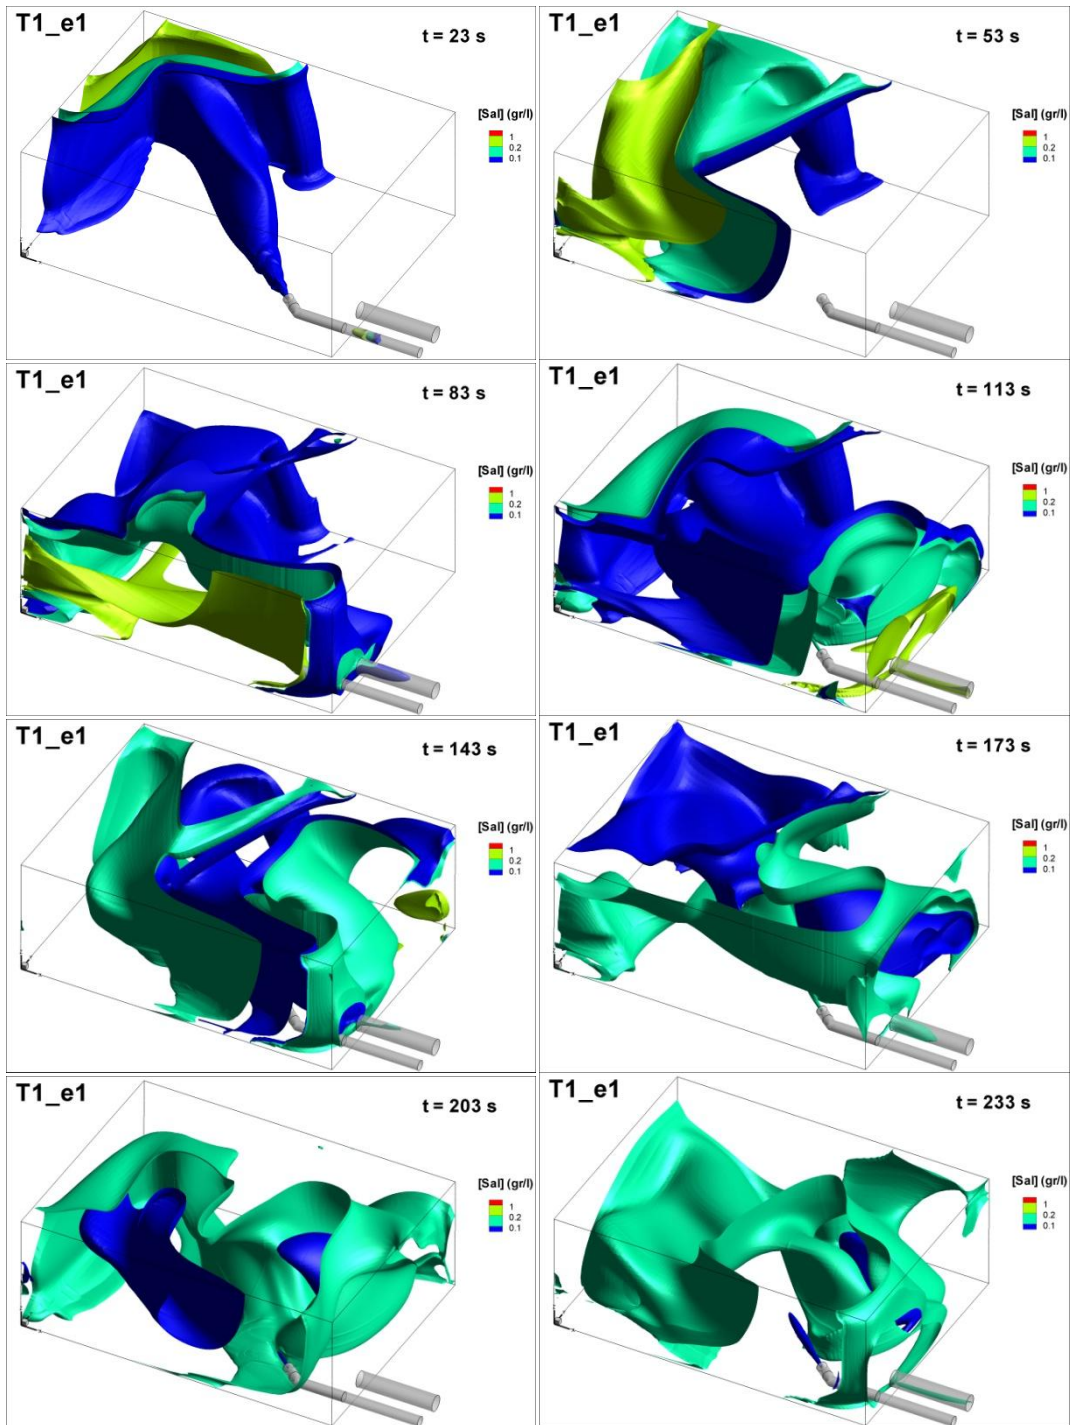 T1_e1
t = 23 s
[Sal] (gr/l)
1
0.2
0.1
T1_e1
t = 53 s
[Sal] (gr/l)
1
0.2
0.1
T1_e1
t = 83 s
[Sal] (gr/l)
1
0.2
0.1
T1_e1
t = 113 s
[Sal] (gr/l)
1
0.2
0.1
T1_e1
t = 143 s
[Sal] (gr/l)
1
0.2
0.1
T1_e1
t = 173 s
[Sal] (gr/l)
1
0.2
0.1
T1_e1
t = 203 s
[Sal] (gr/l)
1
0.2
0.1
T1_e1
t = 233 s
[Sal] (gr/l)
1
0.2
0.1